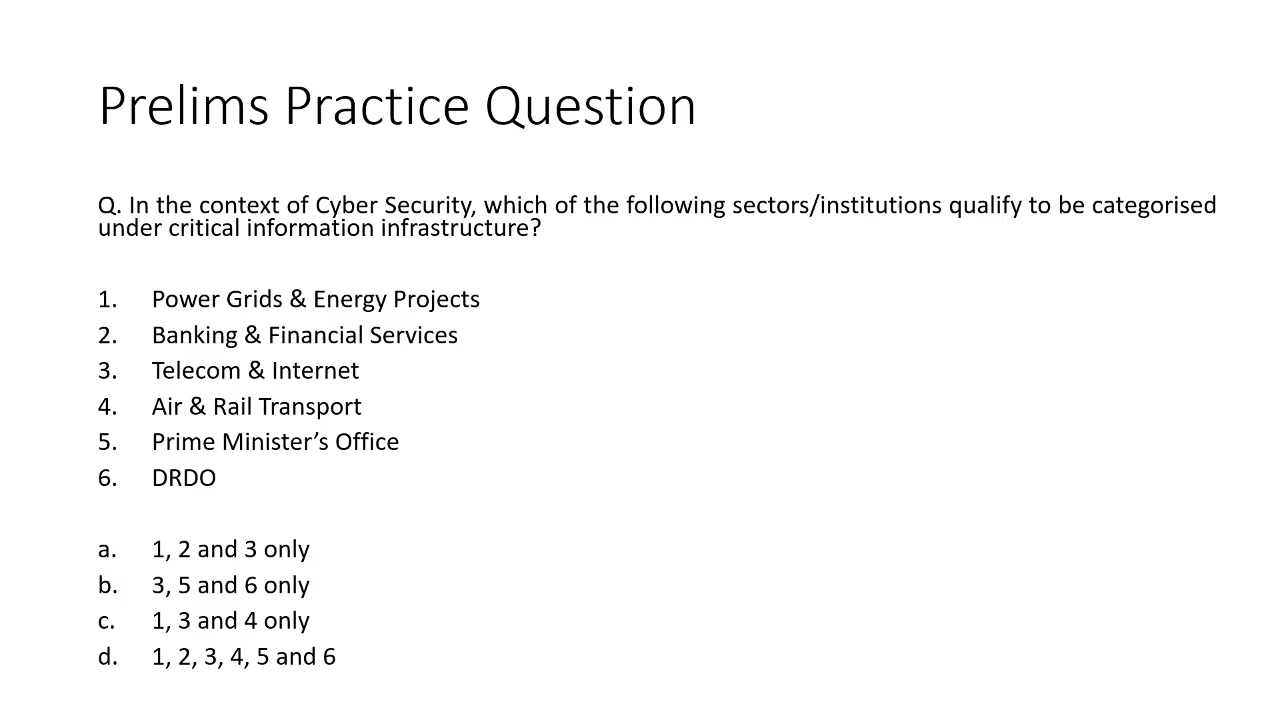 Prelims Practice Question
Q. In the context of Cyber Security, which of the following sectors/institutions qualify to be categorised
under critical information infrastructure?
1. Power Grids & Energy Projects
2. Banking & Financial Services
3. Telecom & Internet
4. Air & Rail Transport
5. Prime Minister’s Office
6. DRDO
a. 1, 2 and 3 only
b. 3, 5 and 6 only
c. 1, 3 and 4 only
d. 1, 2, 3, 4, 5 and 6